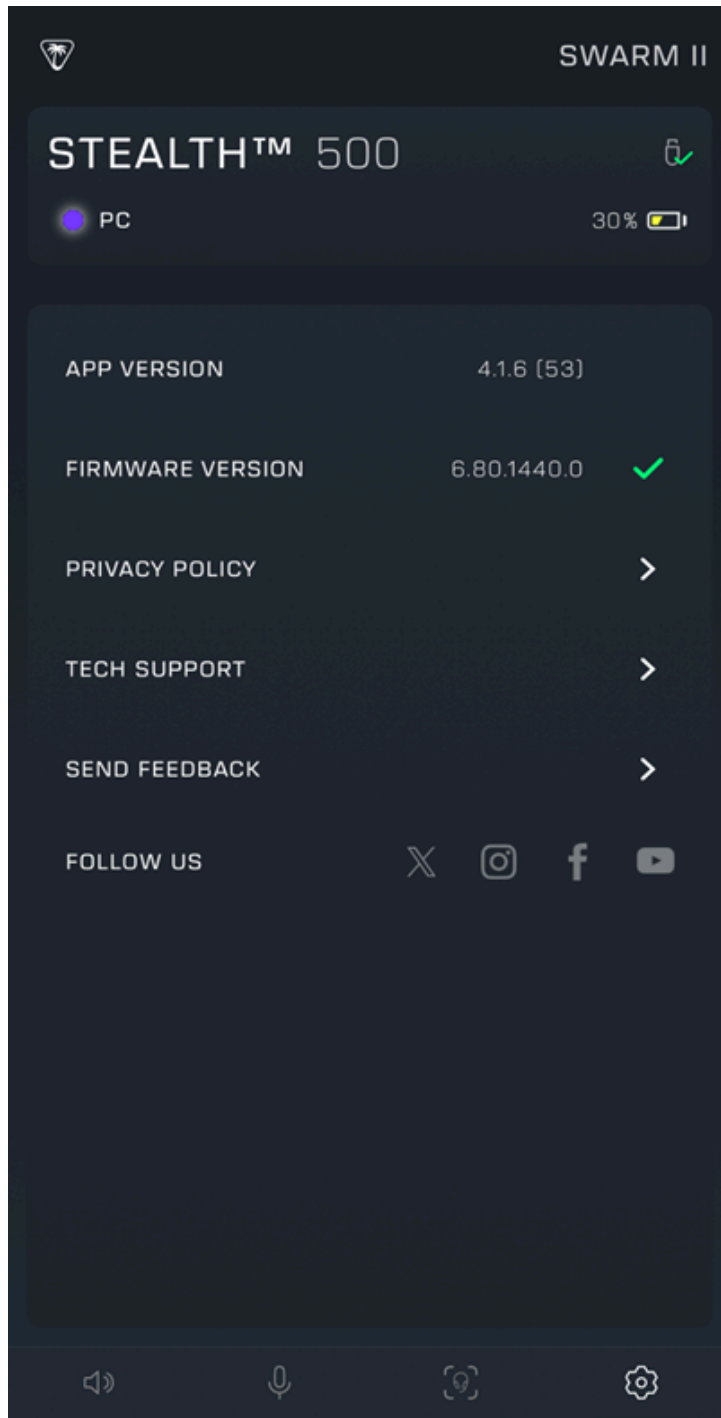 SWARM II
STEALTH™ 500
PC 30%
APP VERSION 4.1.6 (53)
FIRMWARE VERSION 6.80.1440.0
PRIVACY POLICY
TECH SUPPORT
SEND FEEDBACK
FOLLOW US